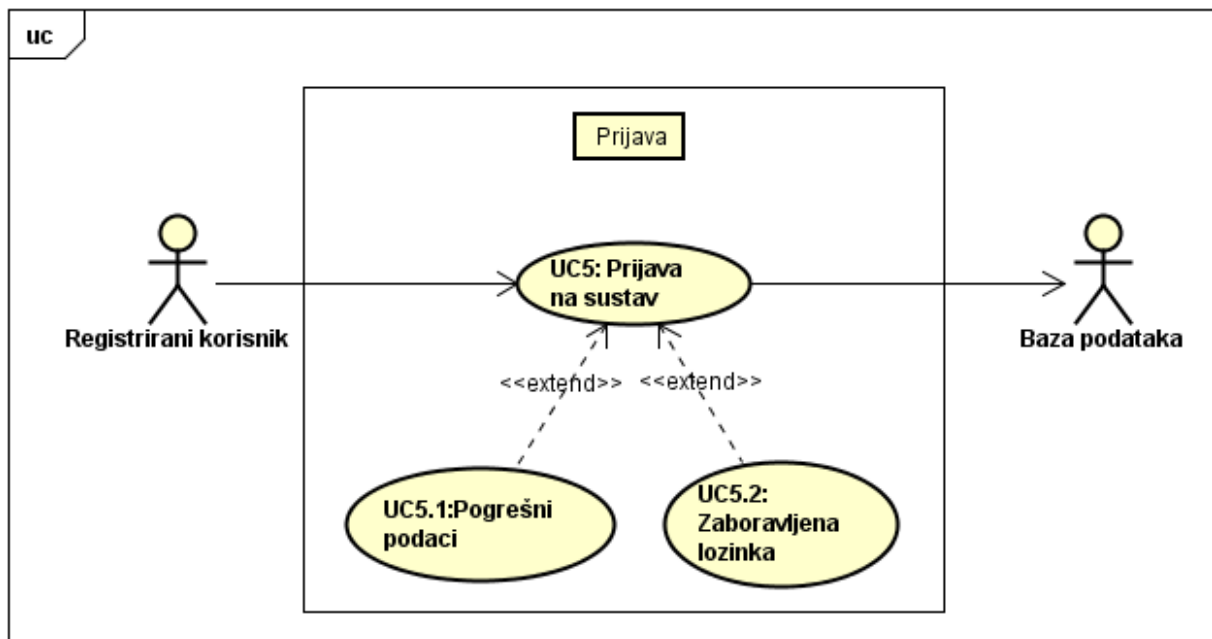 uc
Prijava
UC5: Prijava
na sustav
Registrirani korisnik
Baza podataka
<<extend>>
<<extend>>
UC5.1:Pogrešni
podaci
UC5.2:
Zaboravljena
lozinka